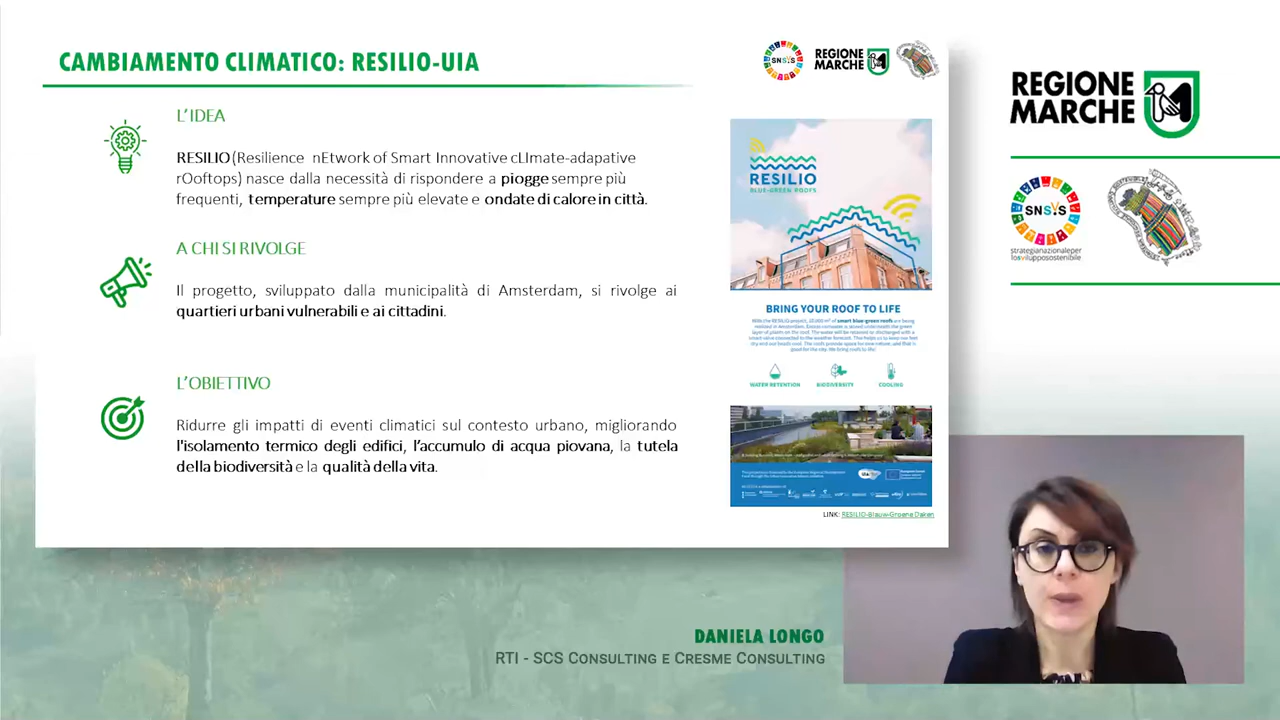 CAMBIAMENTO CLIMATICO: RESILIO-UIA
SNSvS
REGIONE
MARCHE
L'IDEA
RESILIO (Resilience nEtwork of Smart Innovative cLImate-adapative
rOoftops) nasce dalla necessità di rispondere a piogge sempre più
frequenti, temperature sempre più elevate e ondate di calore in città.
A CHI SI RIVOLGE
Il progetto, sviluppato dalla municipalità di Amsterdam, si rivolge ai
quartieri urbani vulnerabili e ai cittadini.
L'OBIETTIVO
Ridurre gli impatti di eventi climatici sul contesto urbano, migliorando
l'isolamento termico degli edifici, l'accumulo di acqua piovana, la tutela
della biodiversità e la qualità della vita.
RESILIO
BLUE-GREEN ROOFS
BRING YOUR ROOF TO LIFE
WATER RETENTION BIODIVERSITY COOLING
LINK: RESILIO-Blauw-Groene Daken
REGIONE
MARCHE
SNSvS
strategianazionaleper
losvilupposostenibile
DANIELA LONGO
RTI - SCS CONSULTING E CRESME CONSULTING